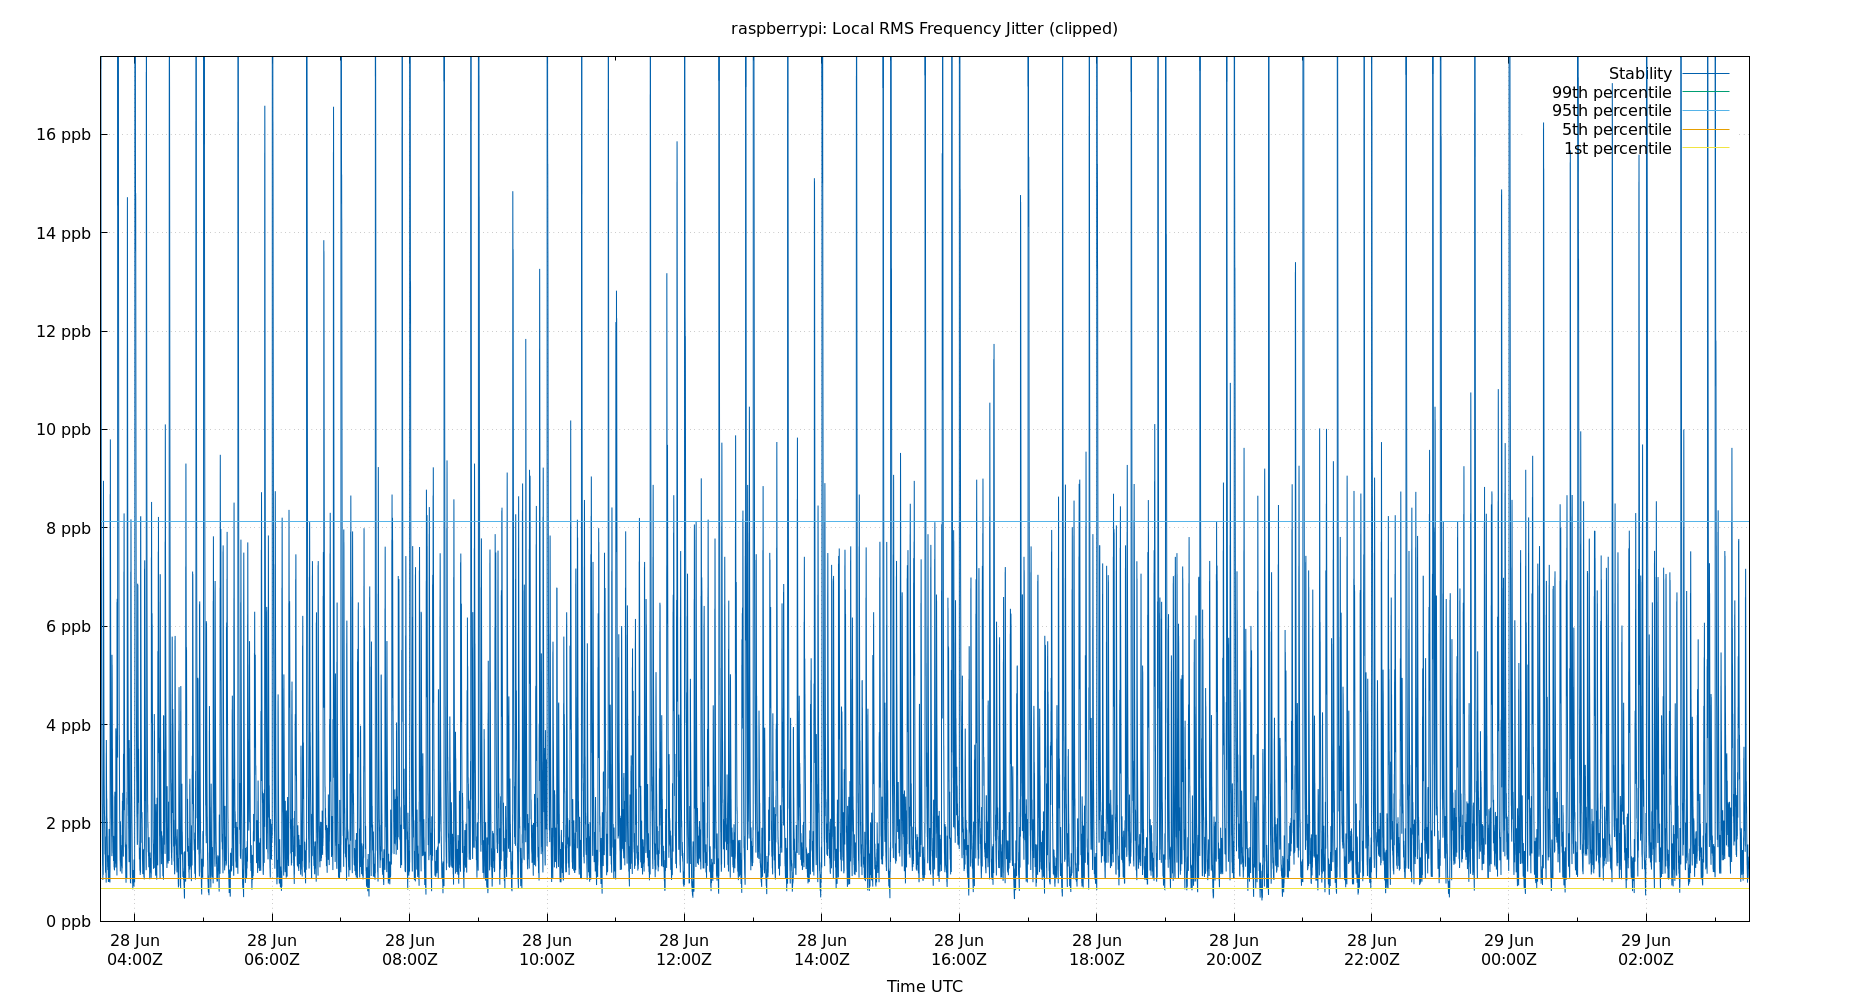 raspberrypi: Local RMS Frequency Jitter (clipped)
Stability
99th percentile
95th percentile
5th percentile
1st percentile
16 ppb
14 ppb
12 ppb
10 ppb
8 ppb
6 ppb
4 ppb
2 ppb
0 ppb
28 Jun 28 Jun 28 Jun 28 Jun 28 Jun 28 Jun 28 Jun 28 Jun 28 Jun 28 Jun 29 Jun 29 Jun
04:00Z 06:00Z 08:00Z 10:00Z 12:00Z 14:00Z 16:00Z 18:00Z 20:00Z 22:00Z 00:00Z 02:00Z
Time UTC